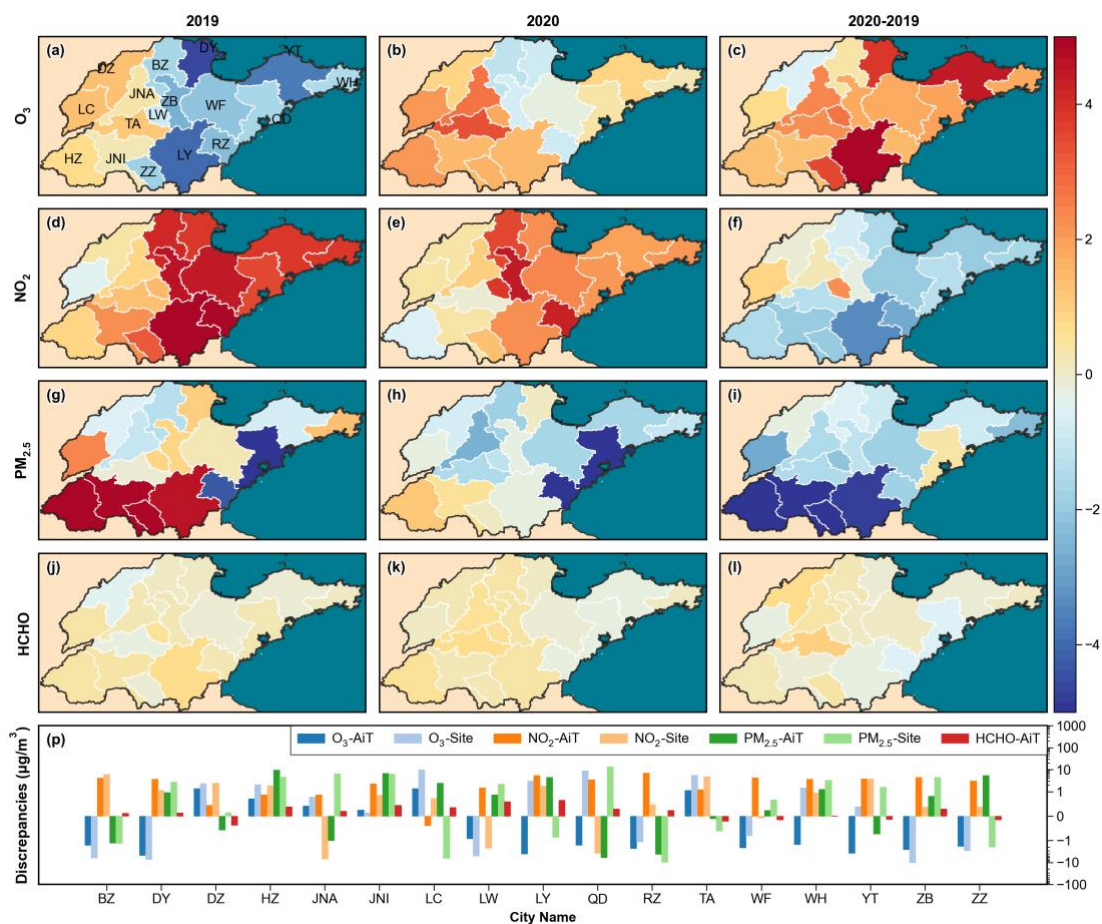 2019 2020 2020-2019
(a) (b) (c)
DZ BZ DY YT WH
LC JNA ZB WF
TA LW QD
HZ JNI LY RZ
ZZ
O₃
4
(d) (e) (f)
NO₂
2
0
(g) (h) (i)
PM₂.₅
−2
(j) (k) (l)
HCHO
−4
(p)
O₃-AiT O₃-Site NO₂-AiT NO₂-Site PM₂.₅-AiT PM₂.₅-Site HCHO-AiT
Discrepancies (μg/m³)
1000
100
10
1
0
−1
−10
−100
BZ DY DZ HZ JNA JNI LC LW LY QD RZ TA WF WH YT ZB ZZ
City Name